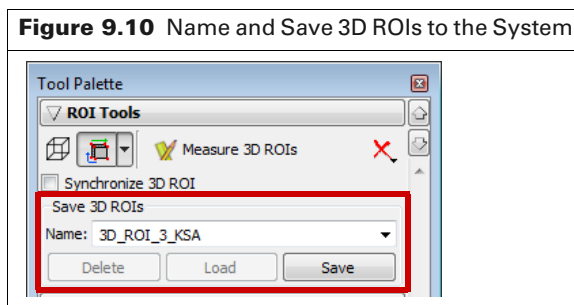 Figure 9.10 Name and Save 3D ROIs to the System
Tool Palette
ROI Tools
Measure 3D ROIs
Synchronize 3D ROI
Save 3D ROIs
Name: 3D_ROI_3_KSA
Delete Load Save